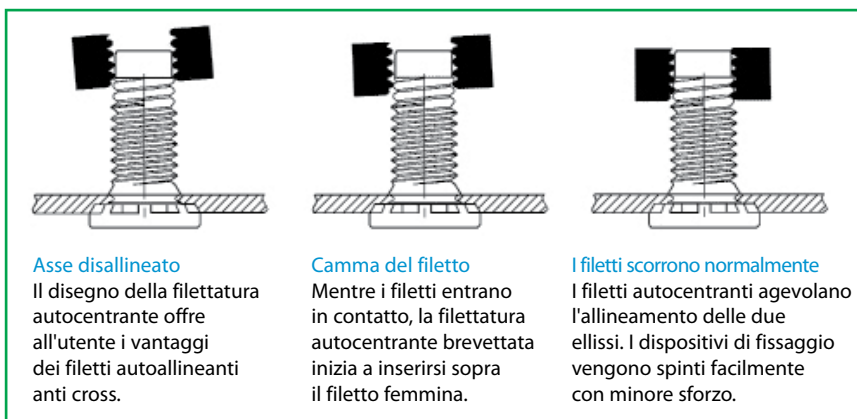 Asse disallineato
Il disegno della filettatura
autocentrante offre
all'utente i vantaggi
dei filetti autoallineanti
anti cross.
Camma del filetto
Mentre i filetti entrano
in contatto, la filettatura
autocentrante brevettata
inizia a inserirsi sopra
il filetto femmina.
I filetti scorrono normalmente
I filetti autocentranti agevolano
l'allineamento delle due
ellissi. I dispositivi di fissaggio
vengono spinti facilmente
con minore sforzo.